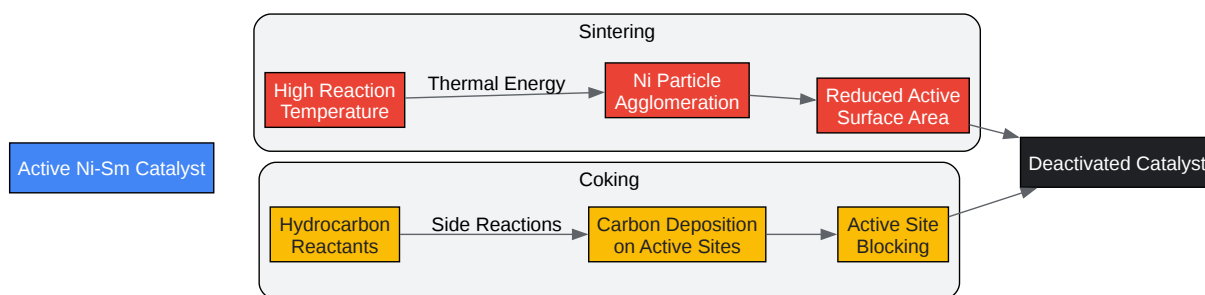 Sintering
High Reaction
Temperature
Thermal Energy
Ni Particle
Agglomeration
Reduced Active
Surface Area
Active Ni-Sm Catalyst
Deactivated Catalyst
Coking
Hydrocarbon
Reactants
Side Reactions
Carbon Deposition
on Active Sites
Active Site
Blocking